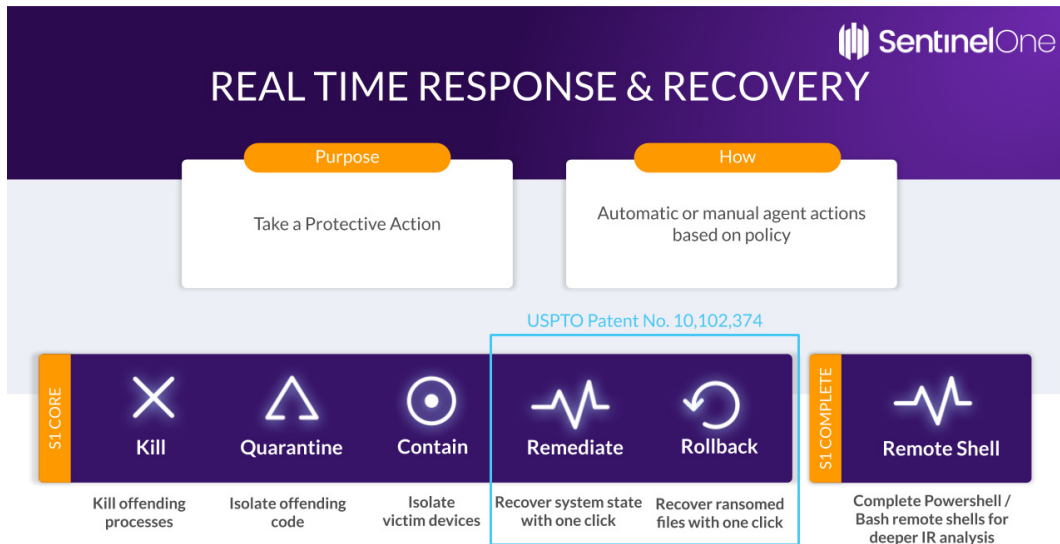 SentinelOne
REAL TIME RESPONSE & RECOVERY
Purpose
Take a Protective Action
How
Automatic or manual agent actions
based on policy
USPTO Patent No. 10,102,374
S1 CORE
Kill
Quarantine
Contain
Remediate
Rollback
S1 COMPLETE
Remote Shell
Kill offending
processes
Isolate offending
code
Isolate
victim devices
Recover system state
with one click
Recover ransomed
files with one click
Complete Powershell /
Bash remote shells for
deeper IR analysis